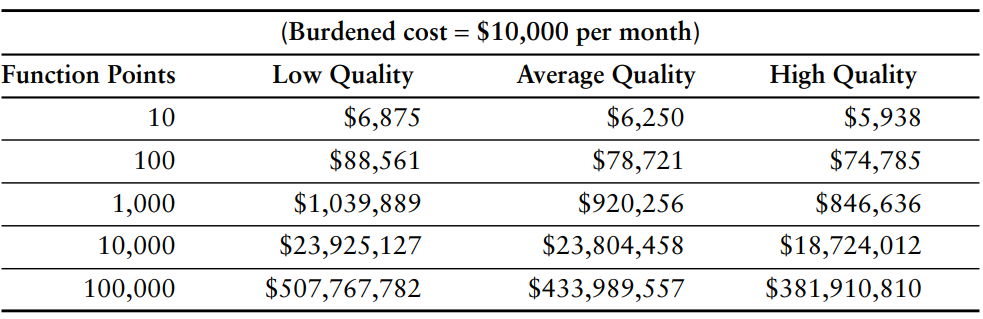 (Burdened cost = $10,000 per month)
Function Points Low Quality Average Quality High Quality
10 $6,875 $6,250 $5,938
100 $88,561 $78,721 $74,785
1,000 $1,039,889 $920,256 $846,636
10,000 $23,925,127 $23,804,458 $18,724,012
100,000 $507,767,782 $433,989,557 $381,910,810